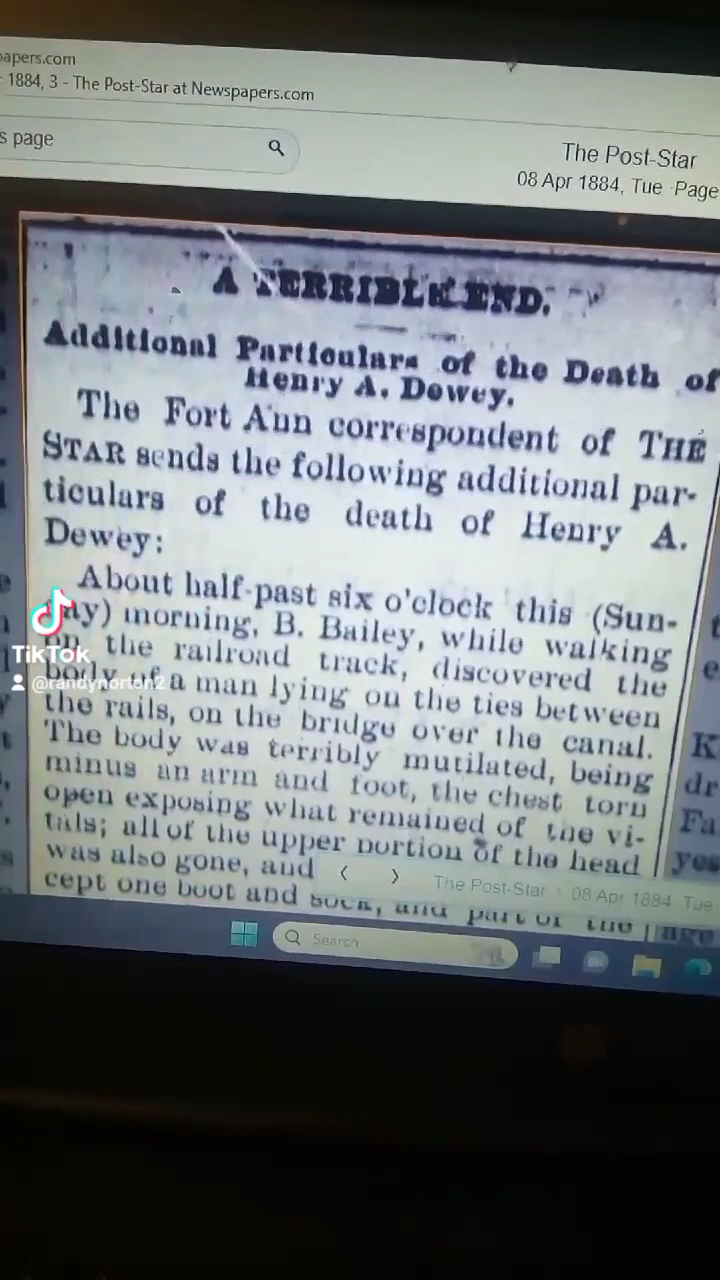 apers.com
1884, 3 - The Post-Star at Newspapers.com
s page
The Post-Star
08 Apr 1884, Tue · Page
A TERRIBLE END.
Additional Particulars of the Death of
Henry A. Dewey.
The Fort Ann correspondent of THE
STAR sends the following additional par-
ticulars of the death of Henry A.
Dewey:
About half-past six o'clock this (Sun-
day) morning, B. Bailey, while walking
on the railroad track, discovered the
body of a man lying on the ties between
the rails, on the bridge over the canal.
The body was terribly mutilated, being
minus an arm and foot, the chest torn
open exposing what remained of the vi-
tals; all of the upper portion of the head
was also gone, and
cept one boot and sock, and part of the
TikTok
@randynorton2
K
dr
Fa
yes
The Post-Star
08 Apr 1884 Tue
Search